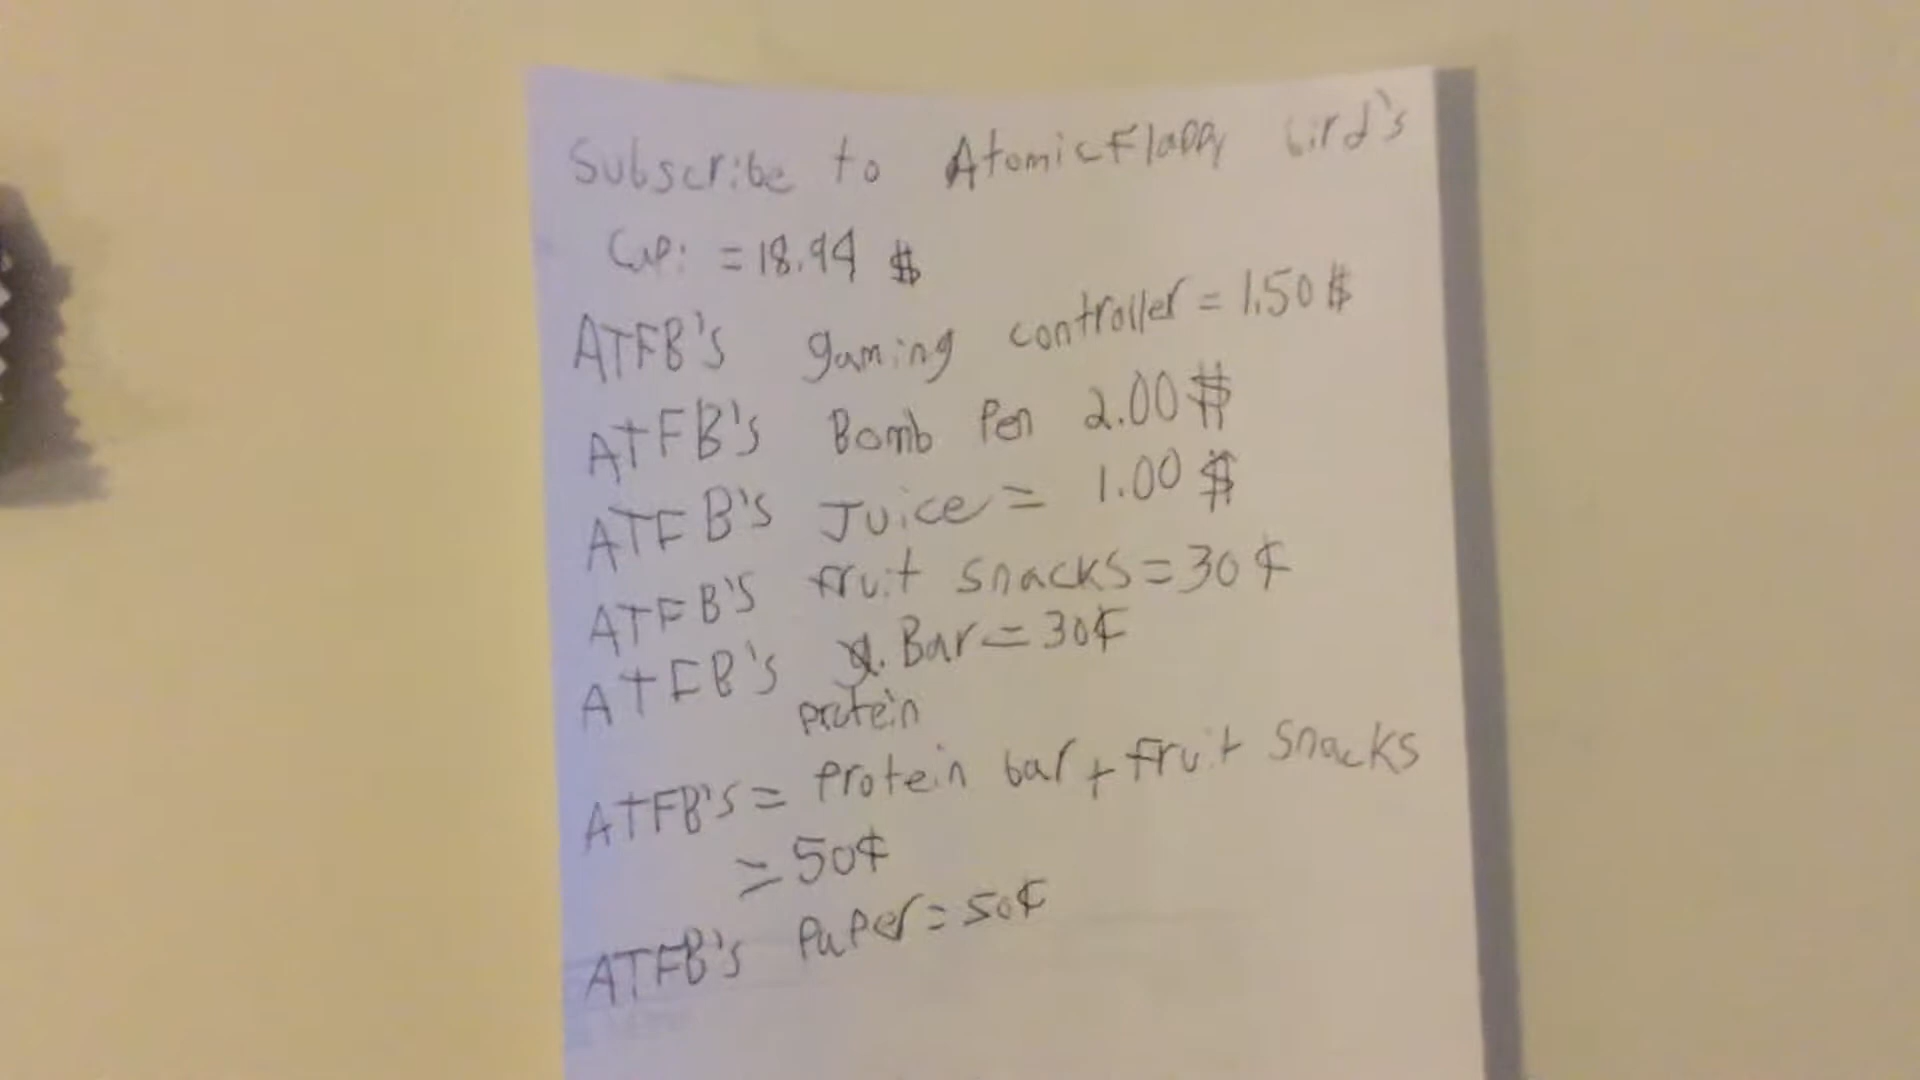 Subscribe to AtomicFlappy bird's
Cup: =18.94 $
ATFB's gaming controller = 1.50 $
ATFB's Bomb Pen 2.00 $
ATFB's Juice = 1.00 $
ATFB'S fruit snacks = 30 ¢
ATFB's Bar = 30¢
protein
ATFB's = Protein bar + fruit snacks
= 50¢
ATFB's Paper = 50¢